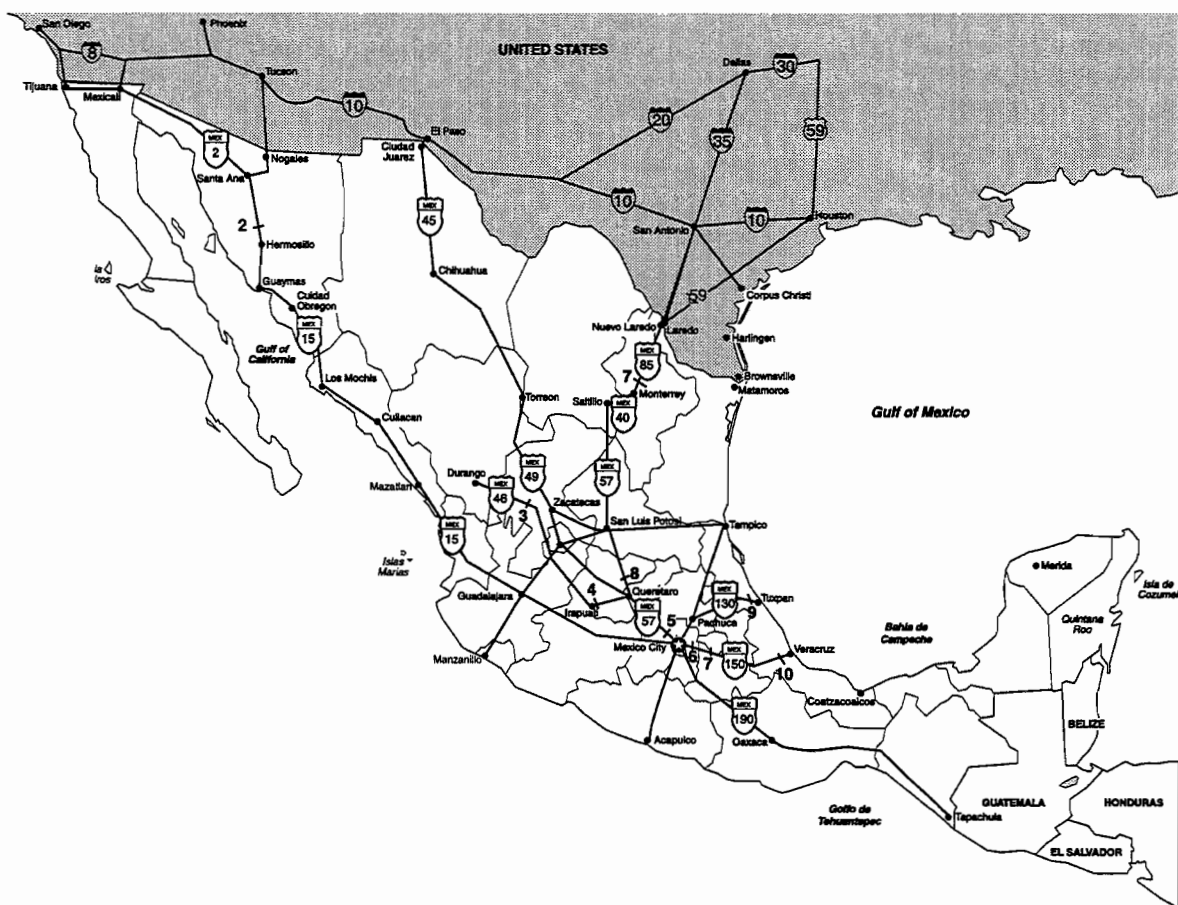 San Diego
Phoenix
UNITED STATES
8
Dallas
30
Tijuana
Mexicali
Tucson
10
20
35
59
MEX
2
Nogales
El Paso
Ciudad
Juarez
Santa Ana
MEX
45
10
San Antonio
10
Houston
2
Hermosillo
Chihuahua
la
Iros
Guaymas
Cuidad
Obregon
59
Corpus Christi
MEX
15
Gulf of
California
Nuevo Laredo
Laredo
Harlingen
MEX
85
7
Los Mochis
Brownsville
Matamoros
Monterrey
Torreon
Saltillo
MEX
40
Culiacan
Gulf of Mexico
Mazatlan
Durango
MEX
46
MEX
49
MEX
57
3
Zacatecas
San Luis Potosi
Tampico
MEX
15
Islas
Marias
8
Merida
Isla de
Cozumel
Guadalajara
4
Irapuato
Queretaro
MEX
57
5
MEX
130
9
Tuxpan
Pachuca
Quintana
Roo
Bahia de
Campeche
Manzanillo
Mexico City
6
7
MEX
150
10
Veracruz
Coatzacoalcos
MEX
190
BELIZE
Acapulco
Oaxaca
Golfo de
Tehuantepec
GUATEMALA
HONDURAS
Tapachula
EL SALVADOR